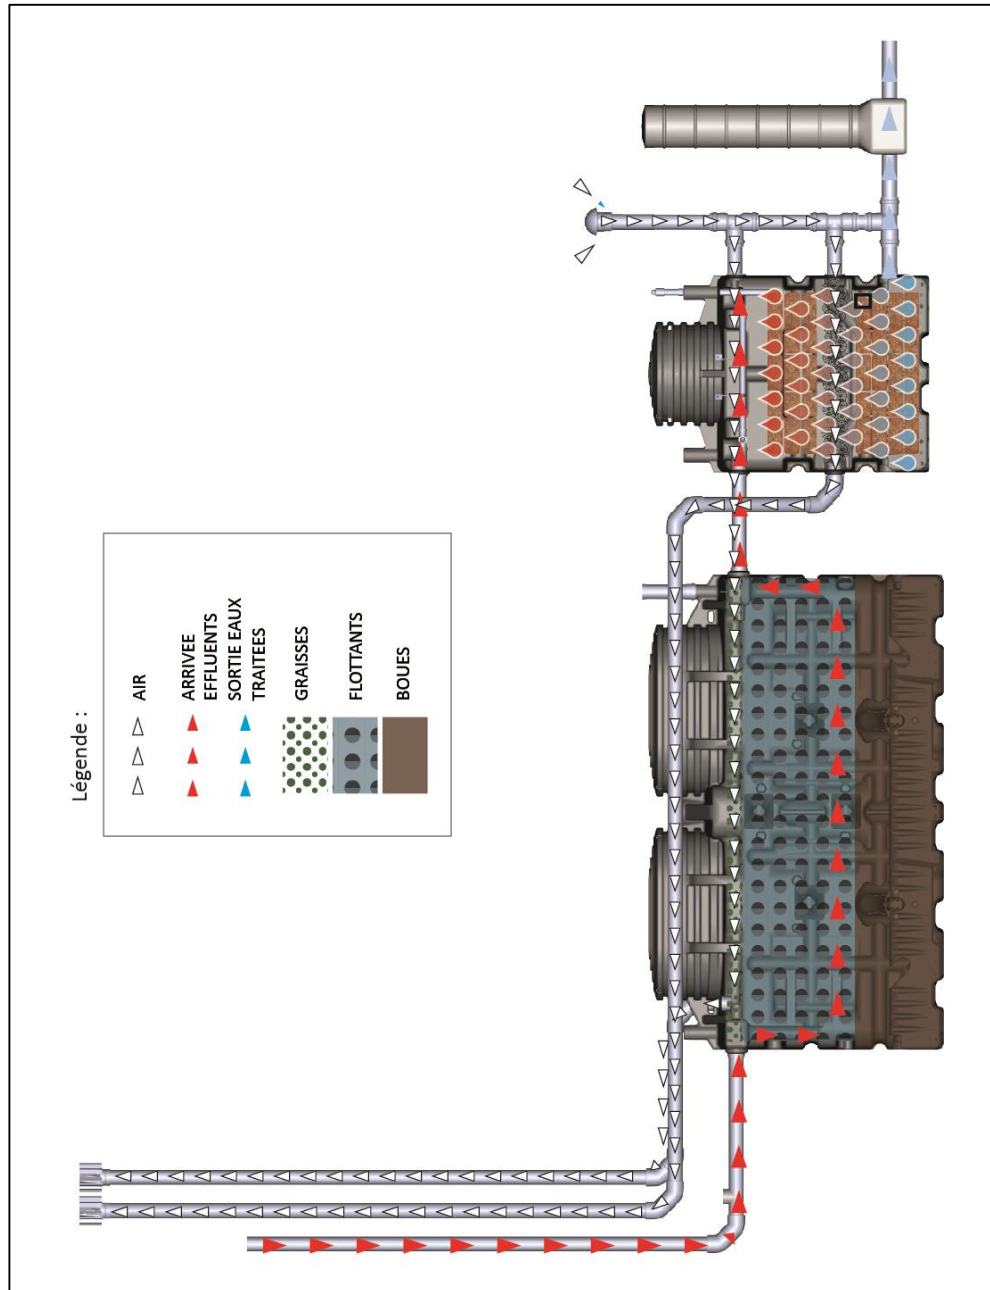 Légende :
AIR
ARRIVEE
EFFLUENTS
SORTIE EAUX
TRAITEES
GRAISSES
FLOTTANTS
BOUES